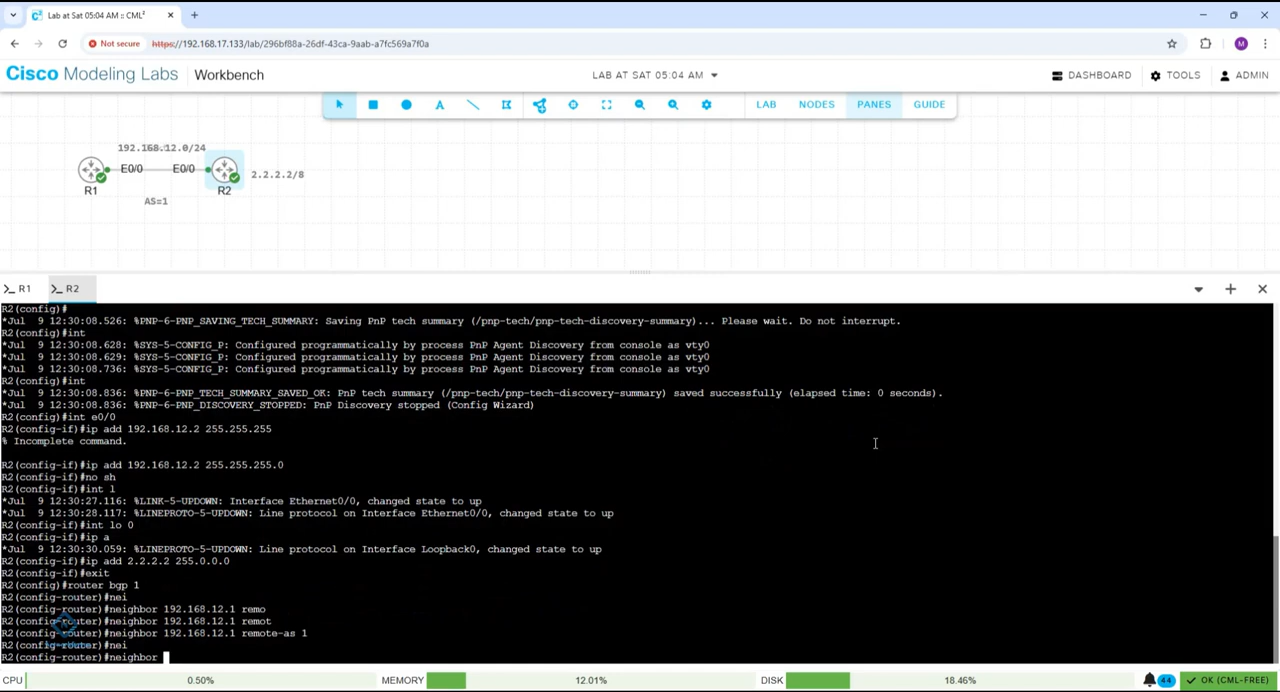 Lab at Sat 05:04 AM :: CML²
Not secure
https://192.168.17.133/lab/296bf88a-26df-43ca-9aab-a7fc569a7f0a
M
Cisco Modeling Labs Workbench
LAB AT SAT 05:04 AM
DASHBOARD
TOOLS
ADMIN
LAB NODES PANES GUIDE
192.168.12.0/24
E0/0 E0/0
2.2.2.2/8
R1 R2
AS=1
R1 R2
R2(config)#
*Jul  9 12:30:08.526: %PNP-6-PNP_SAVING_TECH_SUMMARY: Saving PnP tech summary (/pnp-tech/pnp-tech-discovery-summary)... Please wait. Do not interrupt.
R2(config)#int
*Jul  9 12:30:08.628: %SYS-5-CONFIG_P: Configured programmatically by process PnP Agent Discovery from console as vty0
*Jul  9 12:30:08.629: %SYS-5-CONFIG_P: Configured programmatically by process PnP Agent Discovery from console as vty0
*Jul  9 12:30:08.736: %SYS-5-CONFIG_P: Configured programmatically by process PnP Agent Discovery from console as vty0
R2(config)#int
*Jul  9 12:30:08.836: %PNP-6-PNP_TECH_SUMMARY_SAVED_OK: PnP tech summary (/pnp-tech/pnp-tech-discovery-summary) saved successfully (elapsed time: 0 seconds).
*Jul  9 12:30:08.836: %PNP-6-PNP_DISCOVERY_STOPPED: PnP Discovery stopped (Config Wizard)
R2(config)#int e0/0
R2(config-if)#ip add 192.168.12.2 255.255.255
% Incomplete command.
R2(config-if)#ip add 192.168.12.2 255.255.255.0
R2(config-if)#no sh
R2(config-if)#int l
*Jul  9 12:30:27.116: %LINK-5-UPDOWN: Interface Ethernet0/0, changed state to up
*Jul  9 12:30:28.117: %LINEPROTO-5-UPDOWN: Line protocol on Interface Ethernet0/0, changed state to up
R2(config-if)#int lo 0
R2(config-if)#ip a
*Jul  9 12:30:30.059: %LINEPROTO-5-UPDOWN: Line protocol on Interface Loopback0, changed state to up
R2(config-if)#ip add 2.2.2.2 255.0.0.0
R2(config-if)#exit
R2(config)#router bgp 1
R2(config-router)#nei
R2(config-router)#neighbor 192.168.12.1 remo
R2(config-router)#neighbor 192.168.12.1 remot
R2(config-router)#neighbor 192.168.12.1 remote-as 1
R2(config-router)#nei
R2(config-router)#neighbor
CPU 0.50% MEMORY 12.01% DISK 18.46% 44 OK (CML-FREE)